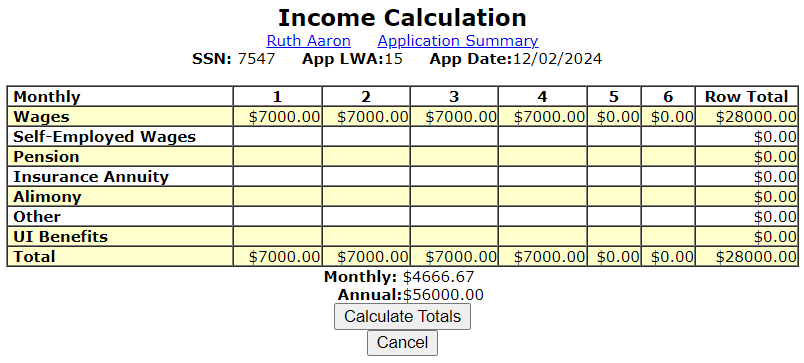 Income Calculation
Ruth Aaron Application Summary
SSN: 7547 App LWA:15 App Date:12/02/2024
Monthly 1 2 3 4 5 6 Row Total
Wages $7000.00 $7000.00 $7000.00 $7000.00 $0.00 $0.00 $28000.00
Self-Employed Wages $0.00
Pension $0.00
Insurance Annuity $0.00
Alimony $0.00
Other $0.00
UI Benefits $0.00
Total $7000.00 $7000.00 $7000.00 $7000.00 $0.00 $0.00 $28000.00
Monthly: $4666.67
Annual:$56000.00
Calculate Totals
Cancel